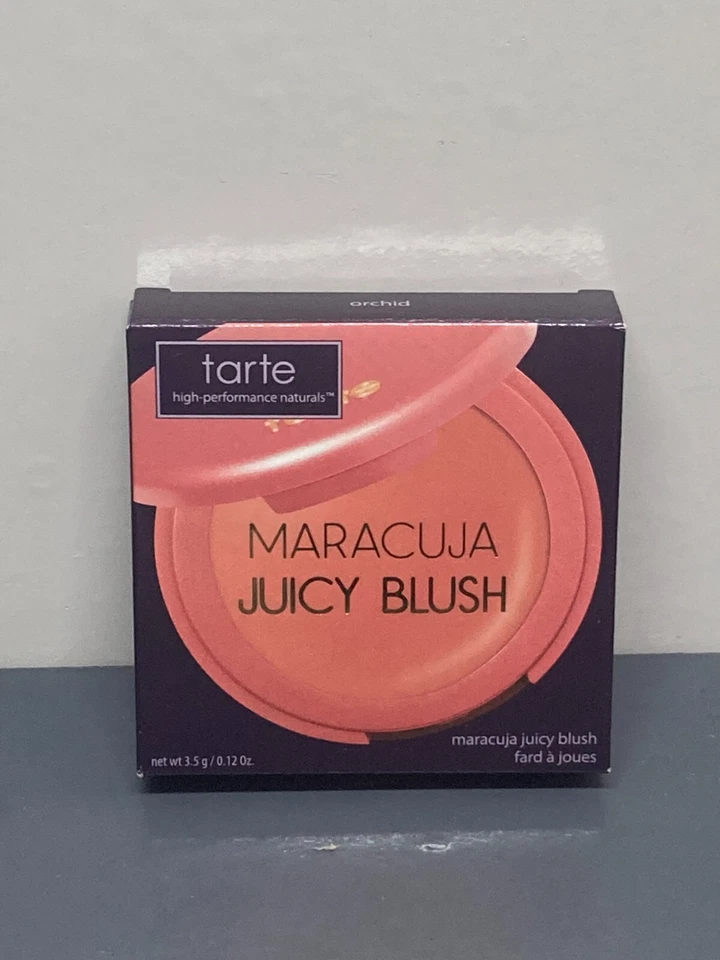 orchid
tarte
high-performance naturals™
MARACUJA
JUICY BLUSH
maracuja juicy blush
fard à joues
net wt 3.5 g / 0.12 Oz.